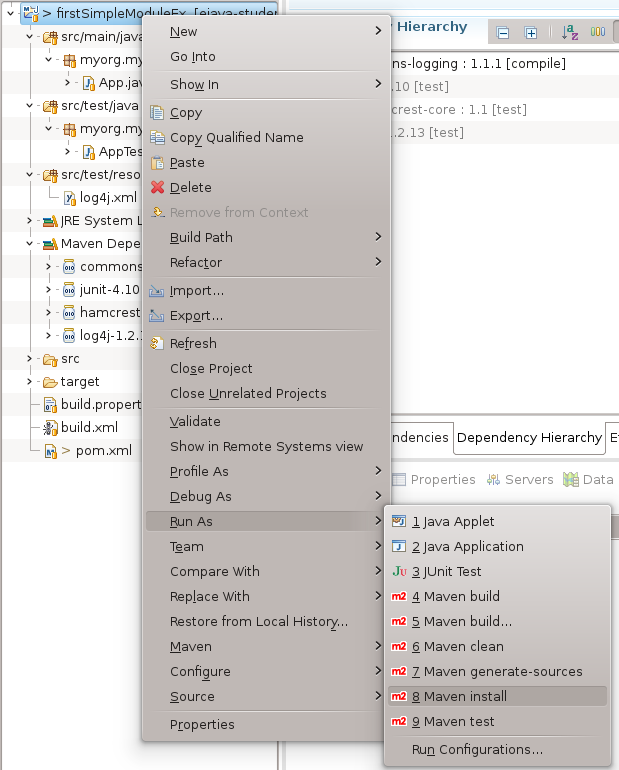 > firstSimpleModuleEx [ejava-stude
src/main/java
myorg.my
App.java
src/test/java
myorg.my
AppTes
src/test/reso
log4j.xml
JRE System L
Maven Depe
commons
junit-4.10
hamcrest
log4j-1.2.1
src
target
build.propert
build.xml
> pom.xml
New
Go Into
Show In
Copy
Copy Qualified Name
Paste
Delete
Remove from Context
Build Path
Refactor
Import...
Export...
Refresh
Close Project
Close Unrelated Projects
Validate
Show in Remote Systems view
Profile As
Debug As
Run As
Team
Compare With
Replace With
Restore from Local History...
Maven
Configure
Source
Properties
Hierarchy
ns-logging : 1.1.1 [compile]
.10 [test]
crest-core : 1.1 [test]
.2.13 [test]
ndencies
Dependency Hierarchy
Properties
Servers
Data
1 Java Applet
2 Java Application
Ju 3 JUnit Test
m2 4 Maven build
m2 5 Maven build...
m2 6 Maven clean
m2 7 Maven generate-sources
m2 8 Maven install
m2 9 Maven test
Run Configurations...